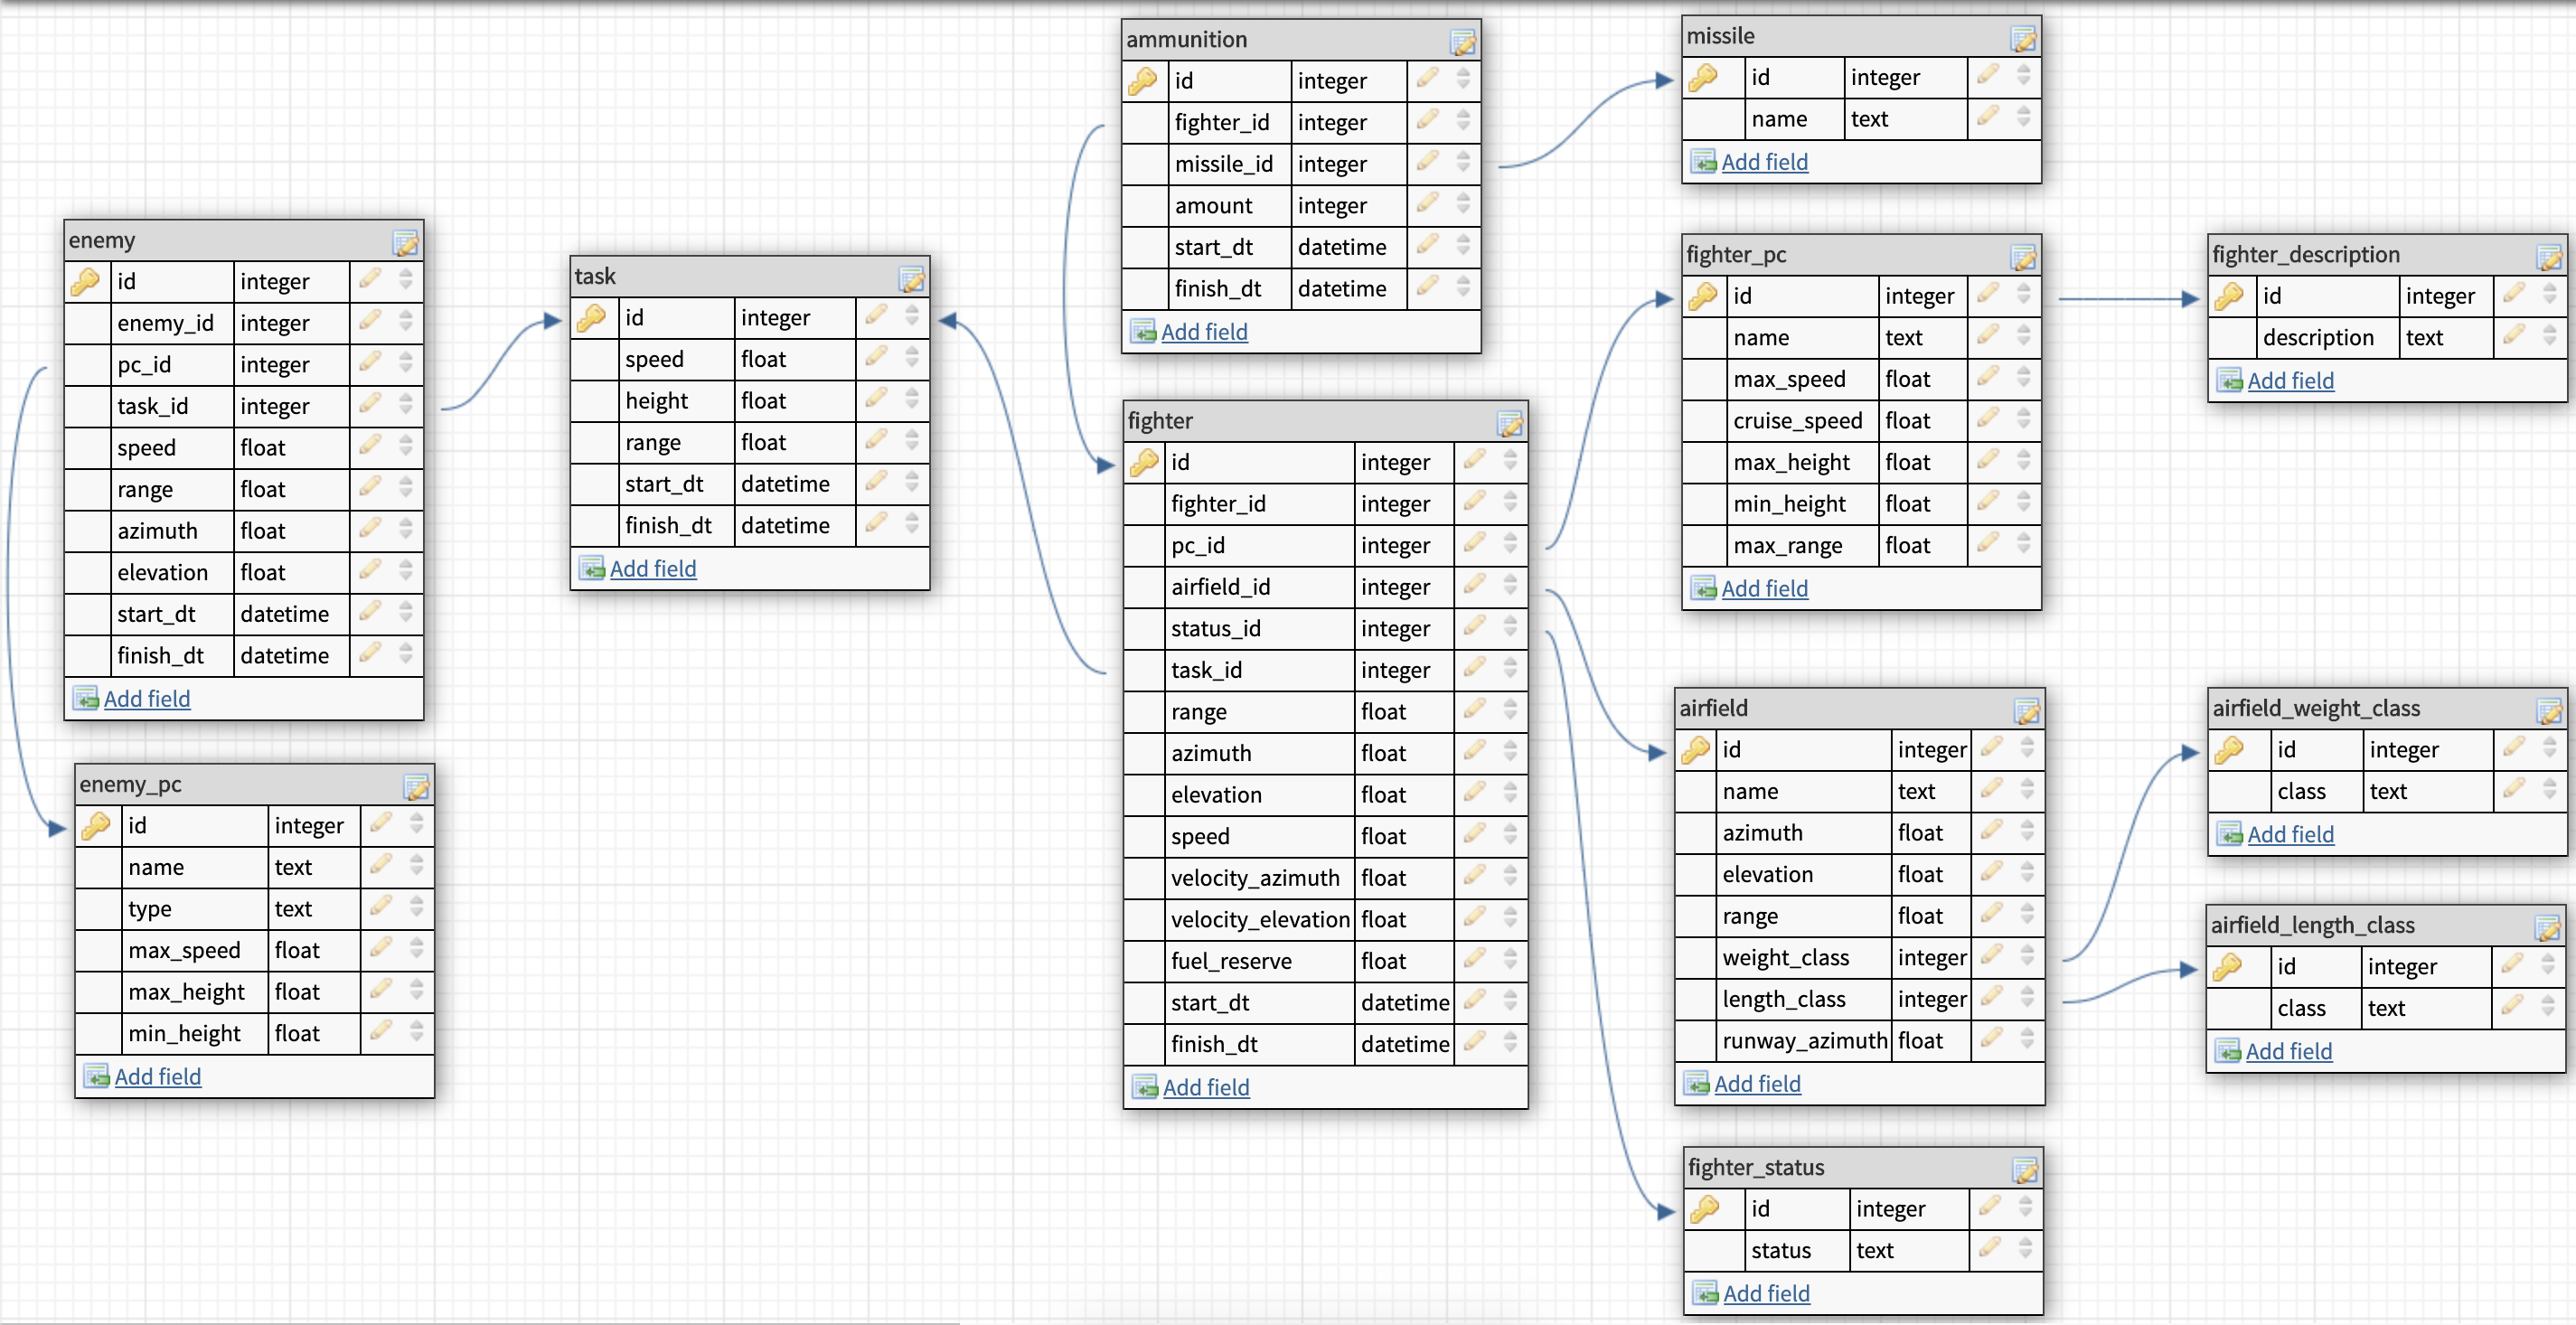 enemy
id integer
enemy_id integer
pc_id integer
task_id integer
speed float
range float
azimuth float
elevation float
start_dt datetime
finish_dt datetime
Add field
enemy_pc
id integer
name text
type text
max_speed float
max_height float
min_height float
Add field
task
id integer
speed float
height float
range float
start_dt datetime
finish_dt datetime
Add field
ammunition
id integer
fighter_id integer
missile_id integer
amount integer
start_dt datetime
finish_dt datetime
Add field
fighter
id integer
fighter_id integer
pc_id integer
airfield_id integer
status_id integer
task_id integer
range float
azimuth float
elevation float
speed float
velocity_azimuth float
velocity_elevation float
fuel_reserve float
start_dt datetime
finish_dt datetime
Add field
missile
id integer
name text
Add field
fighter_pc
id integer
name text
max_speed float
cruise_speed float
max_height float
min_height float
max_range float
Add field
airfield
id integer
name text
azimuth float
elevation float
range float
weight_class integer
length_class integer
runway_azimuth float
Add field
fighter_status
id integer
status text
Add field
fighter_description
id integer
description text
Add field
airfield_weight_class
id integer
class text
Add field
airfield_length_class
id integer
class text
Add field